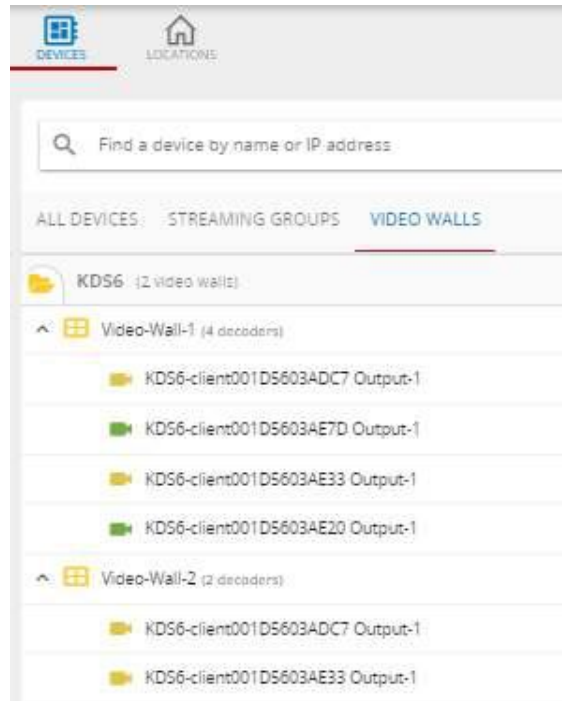 DEVICES LOCATIONS
Find a device by name or IP address
ALL DEVICES STREAMING GROUPS VIDEO WALLS
KDS6 (2 video walls)
Video-Wall-1 (4 decoders)
KDS6-client001D5603ADC7 Output-1
KDS6-client001D5603AE7D Output-1
KDS6-client001D5603AE33 Output-1
KDS6-client001D5603AE20 Output-1
Video-Wall-2 (2 decoders)
KDS6-client001D5603ADC7 Output-1
KDS6-client001D5603AE33 Output-1